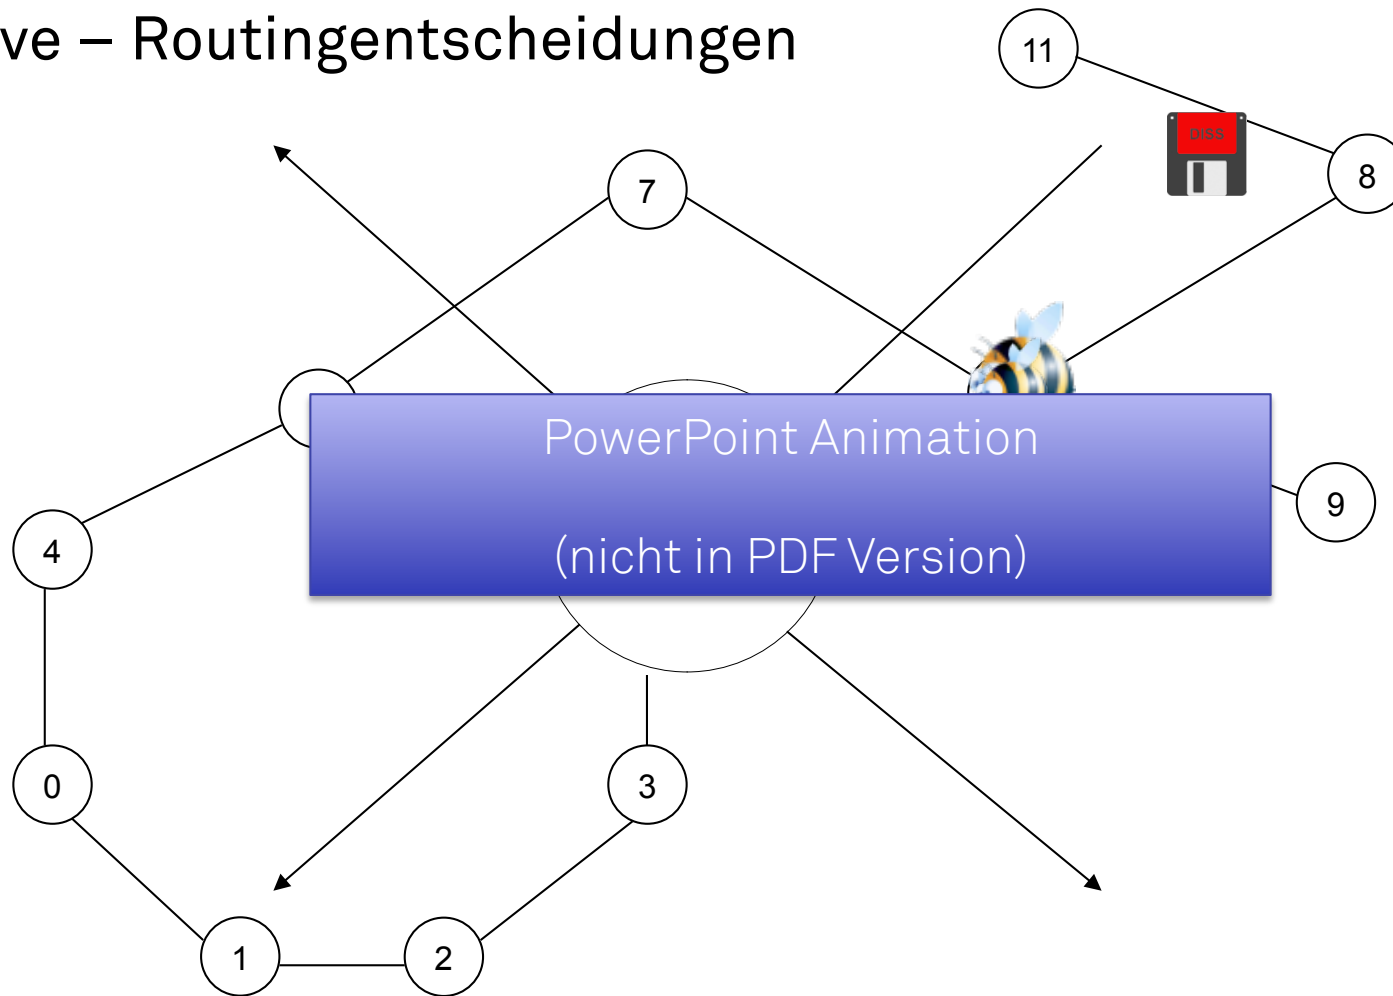 ve – Routingentscheidungen
11
DISS
8
7
PowerPoint Animation
(nicht in PDF Version)
9
4
0
3
1
2